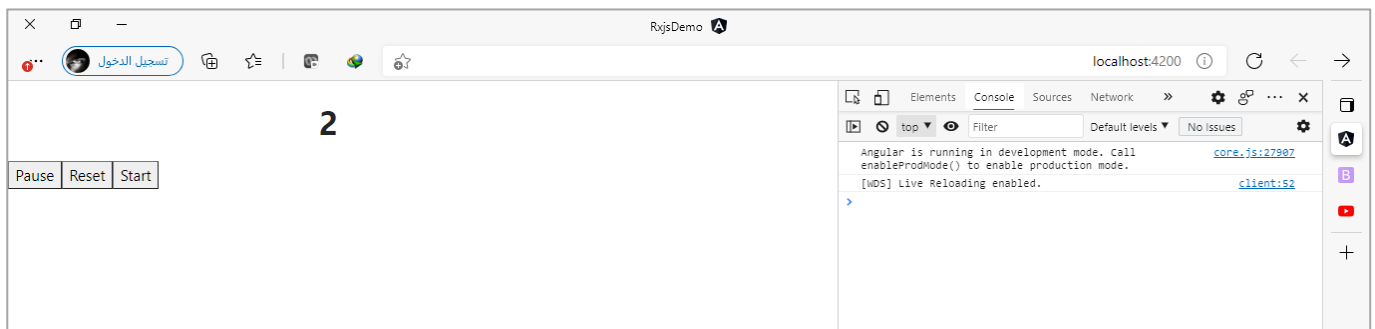 RxjsDemo
تسجيل الدخول
localhost:4200
2
Pause Reset Start
Elements Console Sources Network
top Filter Default levels No Issues
Angular is running in development mode. Call core.js:27907
enableProdMode() to enable production mode.
[WDS] Live Reloading enabled. client:52
B